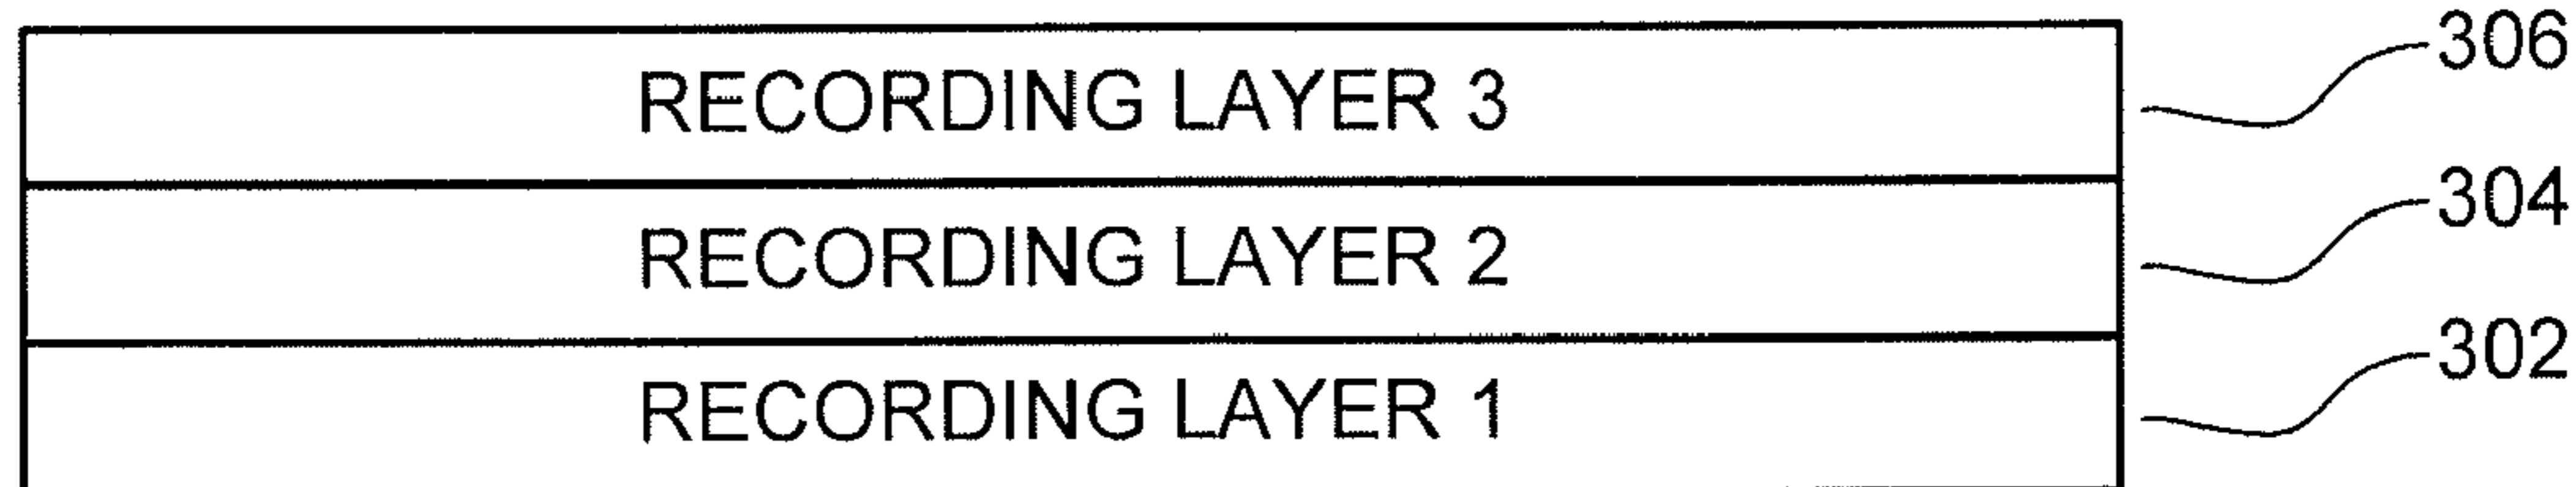 RECORDING LAYER 3 306
RECORDING LAYER 2 304
RECORDING LAYER 1 302